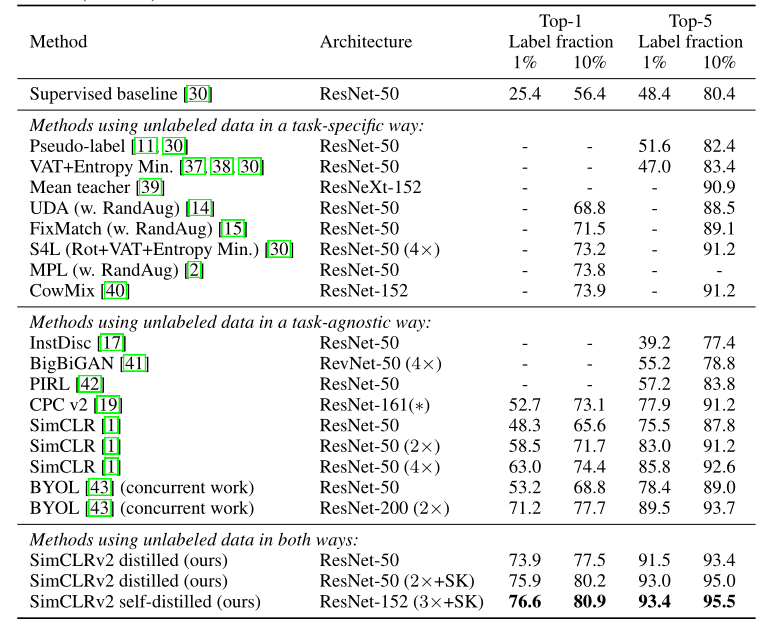 Top-1 Top-5
Method Architecture Label fraction Label fraction
1% 10% 1% 10%
Supervised baseline [30] ResNet-50 25.4 56.4 48.4 80.4
Methods using unlabeled data in a task-specific way:
Pseudo-label [11, 30] ResNet-50 - - 51.6 82.4
VAT+Entropy Min. [37, 38, 30] ResNet-50 - - 47.0 83.4
Mean teacher [39] ResNeXt-152 - - - 90.9
UDA (w. RandAug) [14] ResNet-50 - 68.8 - 88.5
FixMatch (w. RandAug) [15] ResNet-50 - 71.5 - 89.1
S4L (Rot+VAT+Entropy Min.) [30] ResNet-50 (4×) - 73.2 - 91.2
MPL (w. RandAug) [2] ResNet-50 - 73.8 - -
CowMix [40] ResNet-152 - 73.9 - 91.2
Methods using unlabeled data in a task-agnostic way:
InstDisc [17] ResNet-50 - - 39.2 77.4
BigBiGAN [41] RevNet-50 (4×) - - 55.2 78.8
PIRL [42] ResNet-50 - - 57.2 83.8
CPC v2 [19] ResNet-161(∗) 52.7 73.1 77.9 91.2
SimCLR [1] ResNet-50 48.3 65.6 75.5 87.8
SimCLR [1] ResNet-50 (2×) 58.5 71.7 83.0 91.2
SimCLR [1] ResNet-50 (4×) 63.0 74.4 85.8 92.6
BYOL [43] (concurrent work) ResNet-50 53.2 68.8 78.4 89.0
BYOL [43] (concurrent work) ResNet-200 (2×) 71.2 77.7 89.5 93.7
Methods using unlabeled data in both ways:
SimCLRv2 distilled (ours) ResNet-50 73.9 77.5 91.5 93.4
SimCLRv2 distilled (ours) ResNet-50 (2×+SK) 75.9 80.2 93.0 95.0
SimCLRv2 self-distilled (ours) ResNet-152 (3×+SK) 76.6 80.9 93.4 95.5